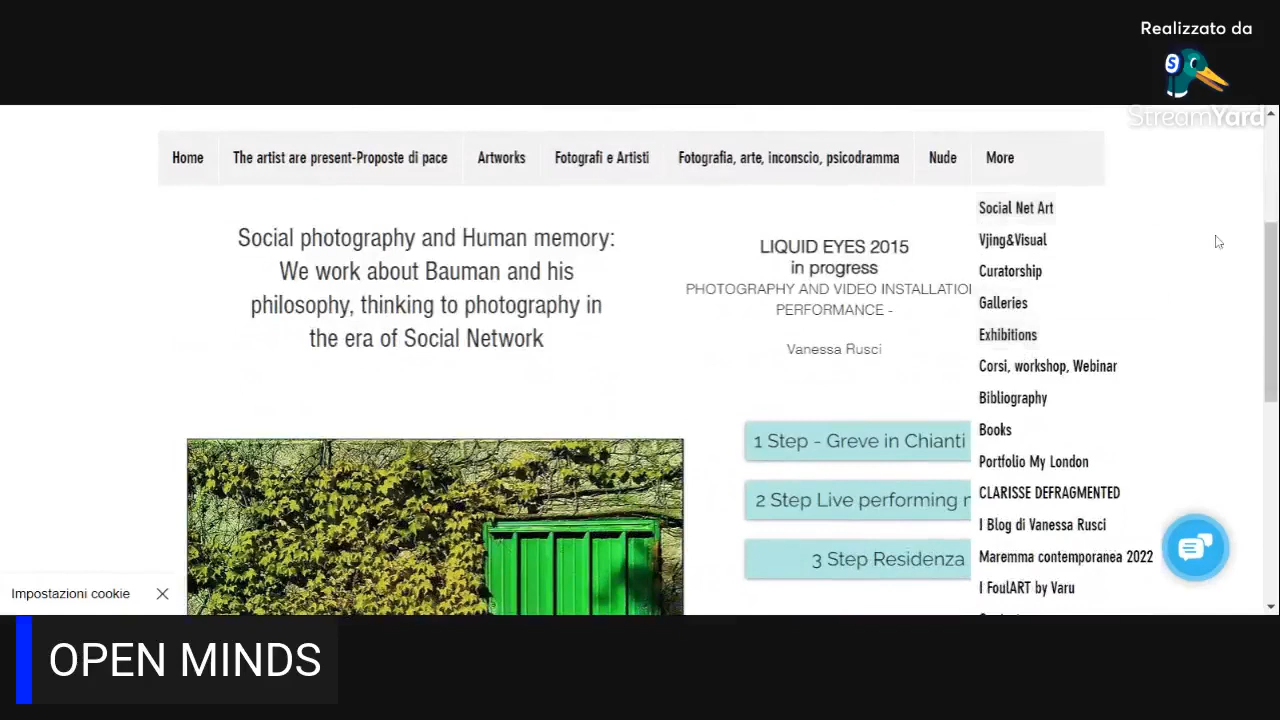 Realizzato da
S
StreamYard
Home
The artist are present-Proposte di pace
Artworks
Fotografi e Artisti
Fotografia, arte, inconscio, psicodramma
Nude
More
Social Net Art
Vjing&Visual
Curatorship
Galleries
Exhibitions
Corsi, workshop, Webinar
Bibliography
Books
Portfolio My London
CLARISSE DEFRAGMENTED
I Blog di Vanessa Rusci
Maremma contemporanea 2022
I FoulART by Varu
Social photography and Human memory:
We work about Bauman and his
philosophy, thinking to photography in
the era of Social Network
LIQUID EYES 2015
in progress
PHOTOGRAPHY AND VIDEO INSTALLATIO
PERFORMANCE -
Vanessa Rusci
1 Step - Greve in Chianti
2 Step Live performing
3 Step Residenza
Impostazioni cookie
OPEN MINDS